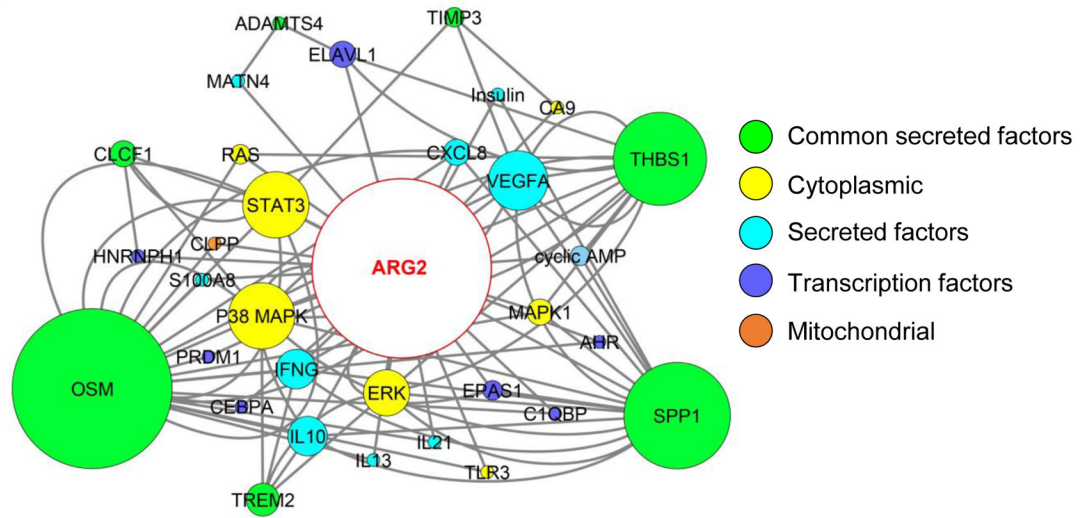 ADAMTS4
TIMP3
ELAVL1
MATN4
Insulin
CA9
CLCF1
RAS
CXCL8
VEGFA
THBS1
STAT3
HNRNPH1
CLPP
S100A8
ARG2
cyclic AMP
P38 MAPK
MAPK1
PRDM1
AHR
OSM
IFNG
ERK
EPAS1
CEBPA
C1QBP
SPP1
IL10
IL21
IL13
TLR3
TREM2
Common secreted factors
Cytoplasmic
Secreted factors
Transcription factors
Mitochondrial